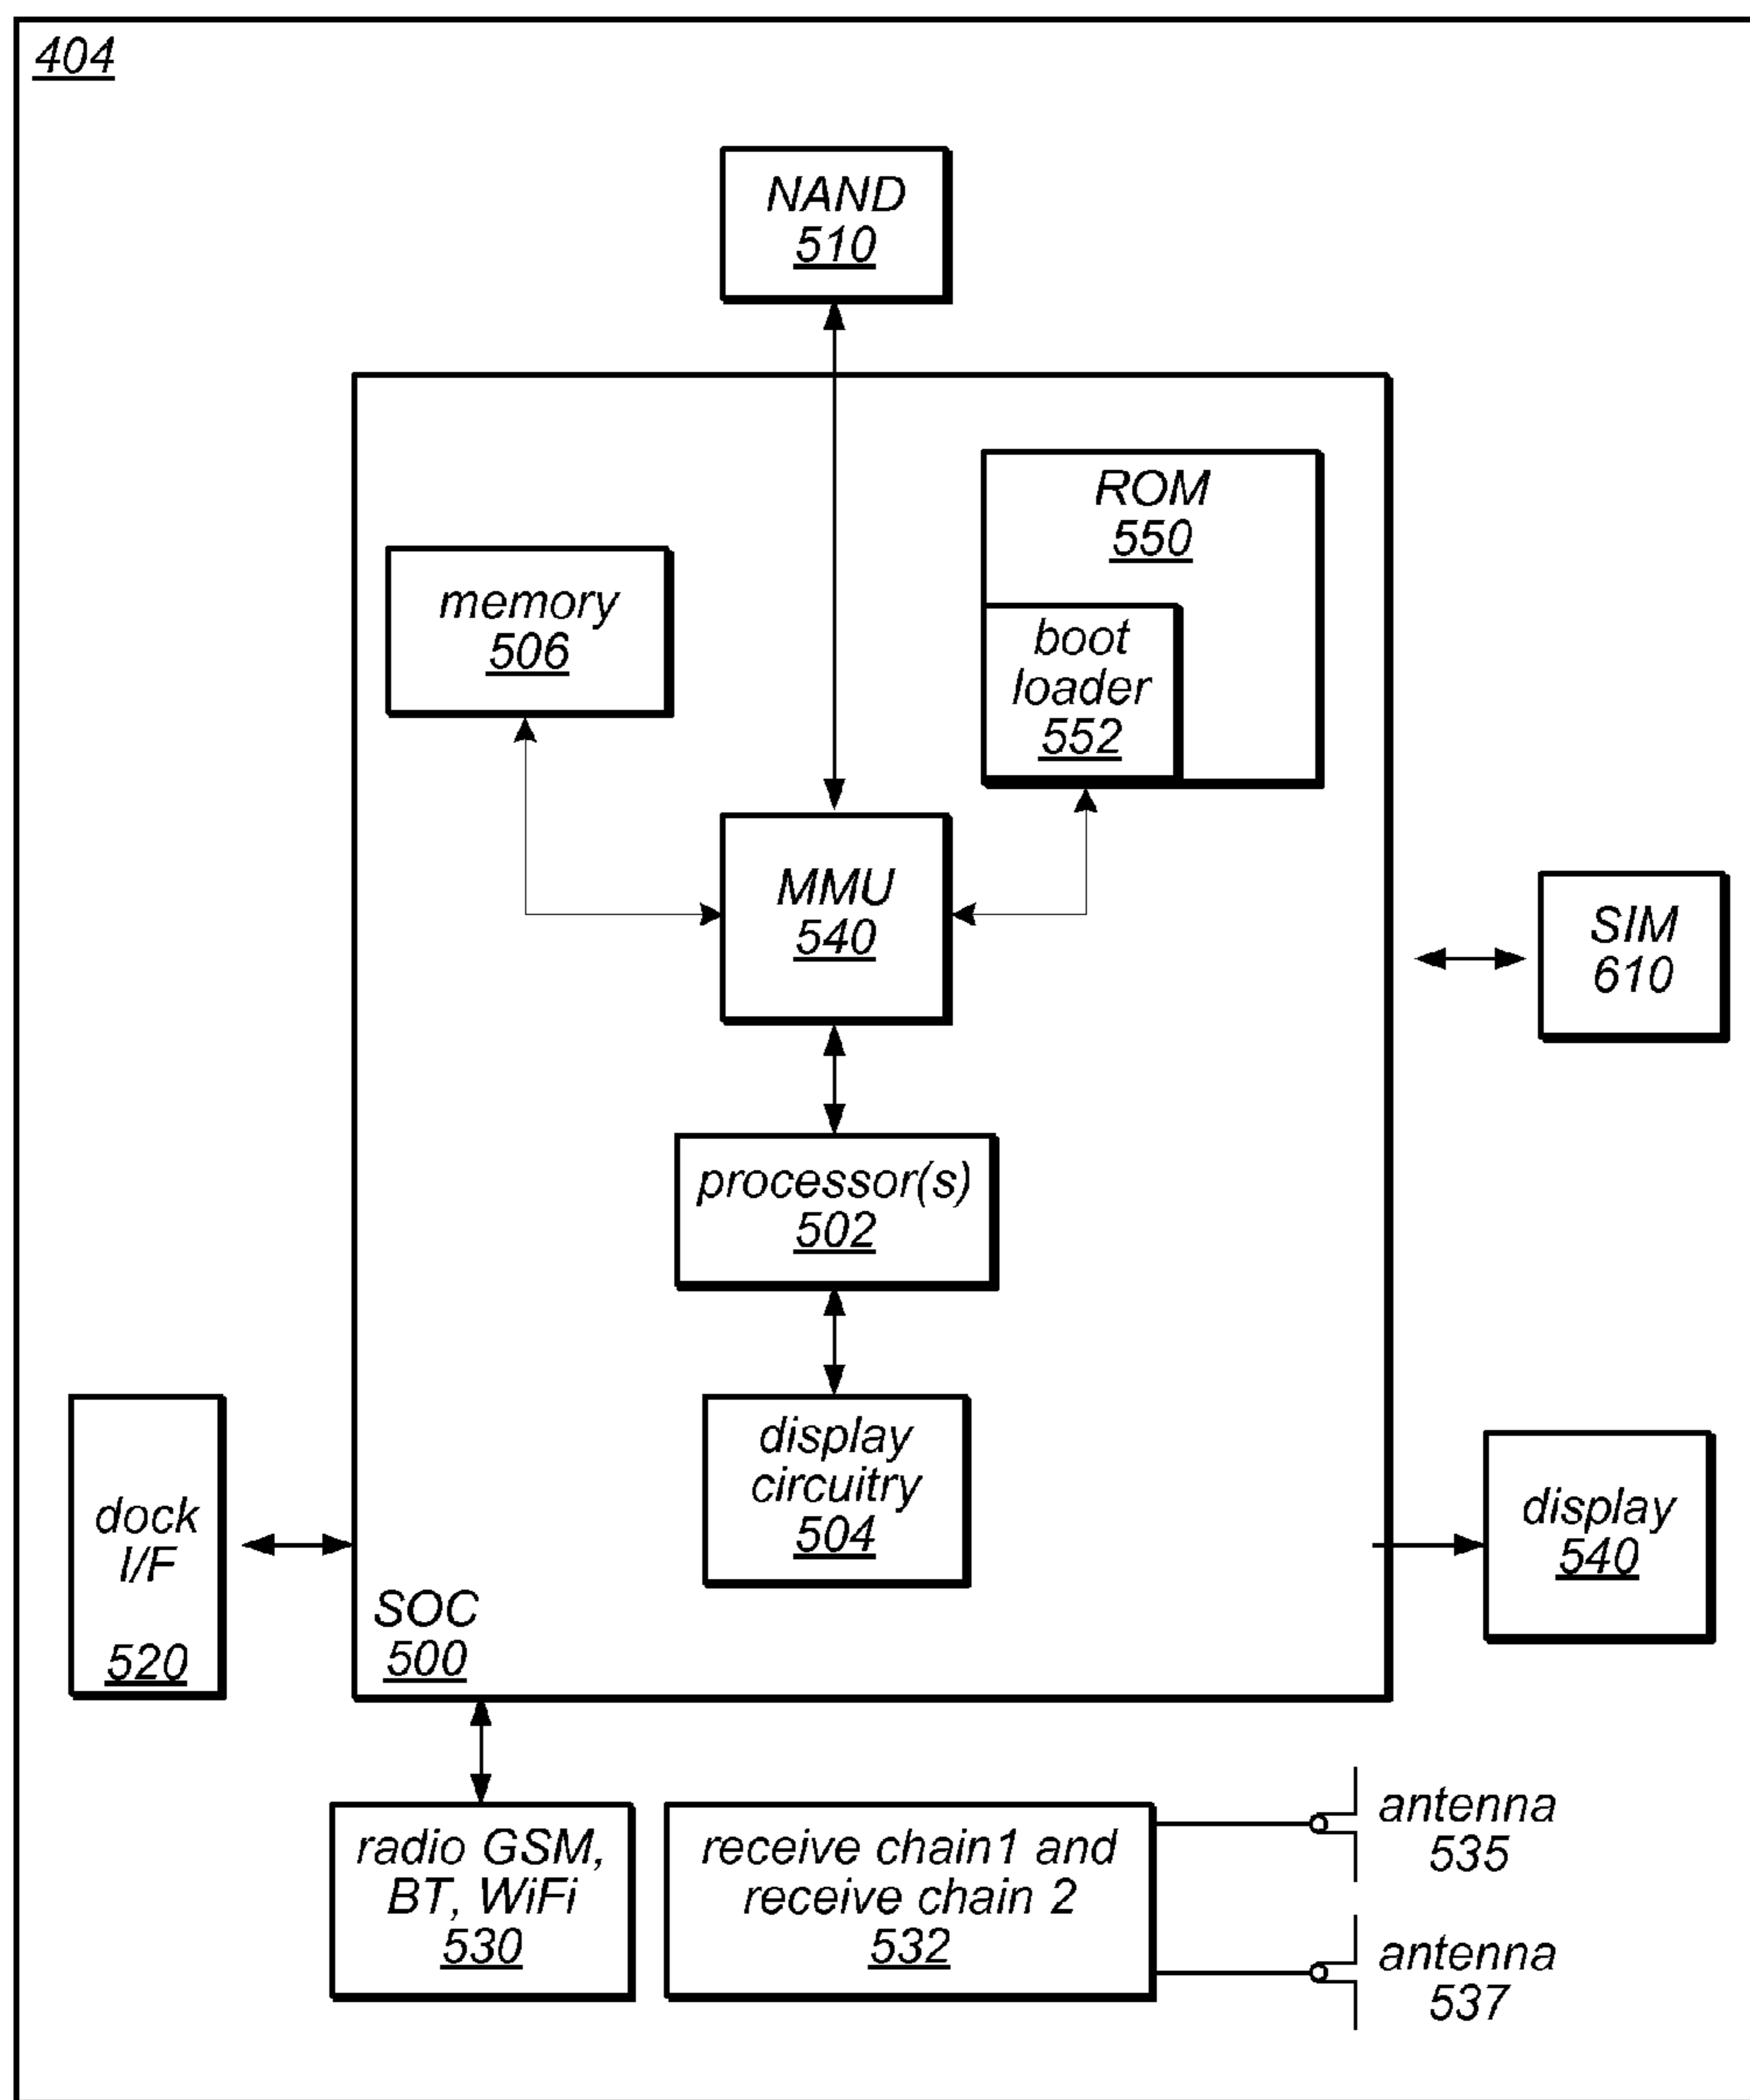 404
NAND
510
ROM
550
memory
506
boot
loader
552
MMU
540
SIM
610
processor(s)
502
display
circuitry
504
dock
I/F
520
display
540
SOC
500
radio GSM,
BT, WiFi
530
receive chain1 and
receive chain 2
532
antenna
535
antenna
537